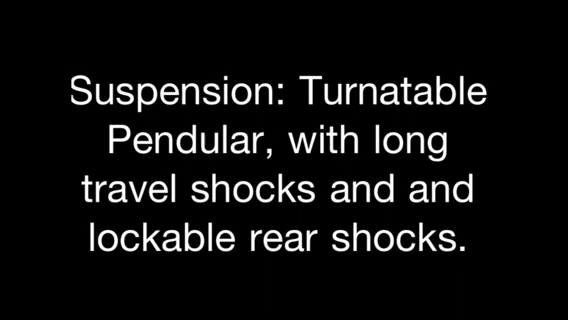 Suspension: Turnatable
Pendular, with long
travel shocks and and
lockable rear shocks.